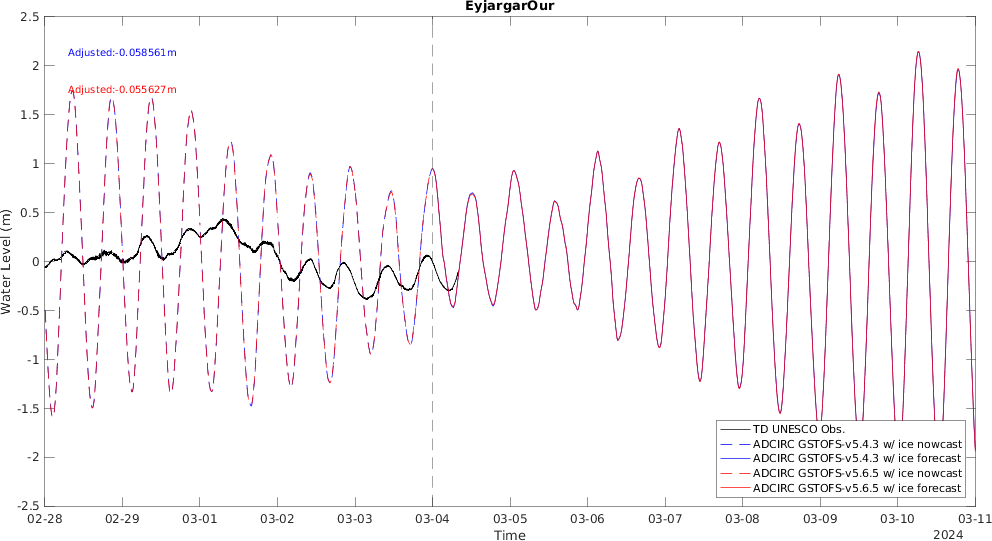 EyjargarOur
Adjusted:-0.058561m
Adjusted:-0.055627m
Water Level (m)
2.5
2
1.5
1
0.5
0
-0.5
-1
-1.5
-2
-2.5
TD UNESCO Obs.
ADCIRC GSTOFS-v5.4.3 w/ ice nowcast
ADCIRC GSTOFS-v5.4.3 w/ ice forecast
ADCIRC GSTOFS-v5.6.5 w/ ice nowcast
ADCIRC GSTOFS-v5.6.5 w/ ice forecast
02-28 02-29 03-01 03-02 03-03 03-04 03-05 03-06 03-07 03-08 03-09 03-10 03-11
Time
2024